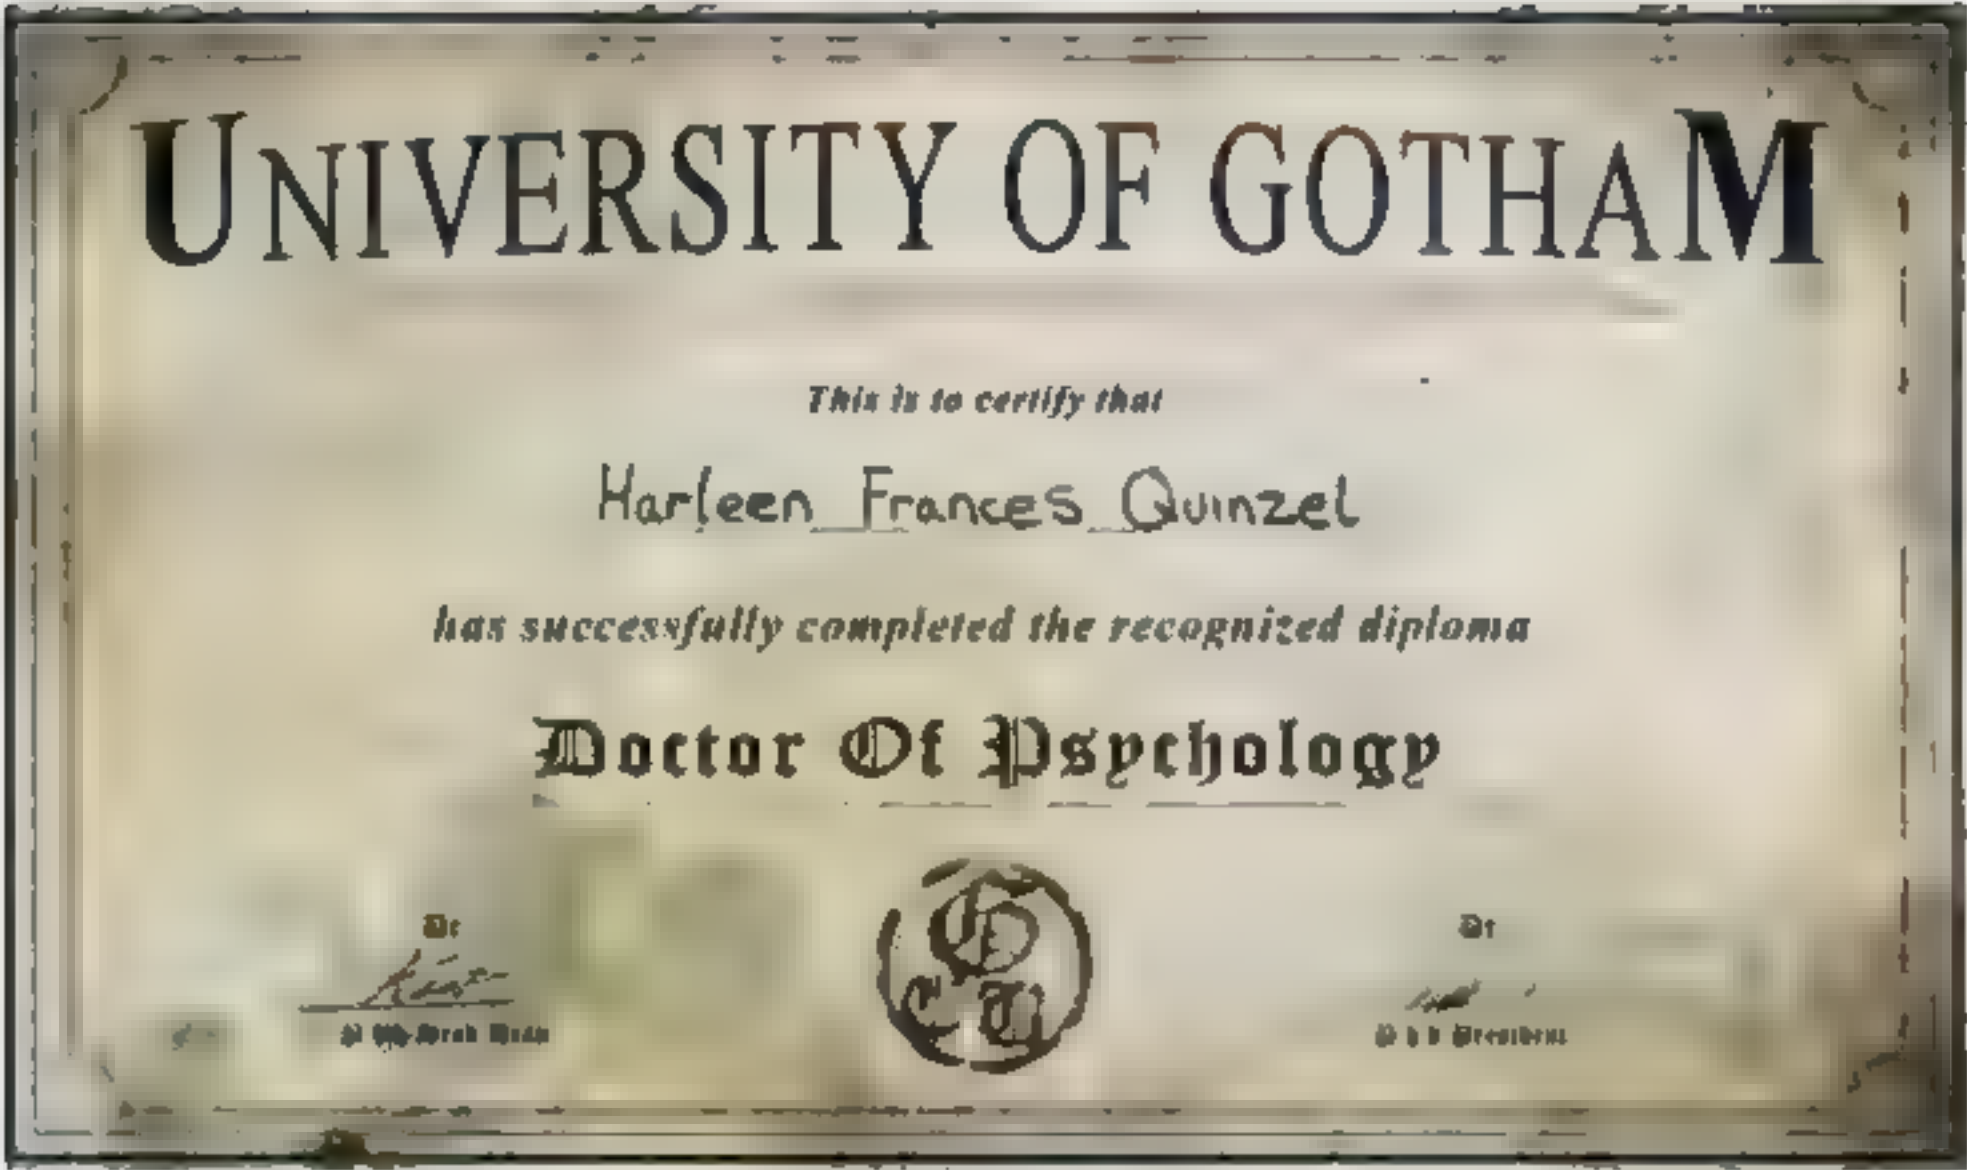 UNIVERSITY OF GOTHAM
This is to certify that
Harleen Frances Quinzel
has successfully completed the recognized diploma
Doctor Of Psychology
President